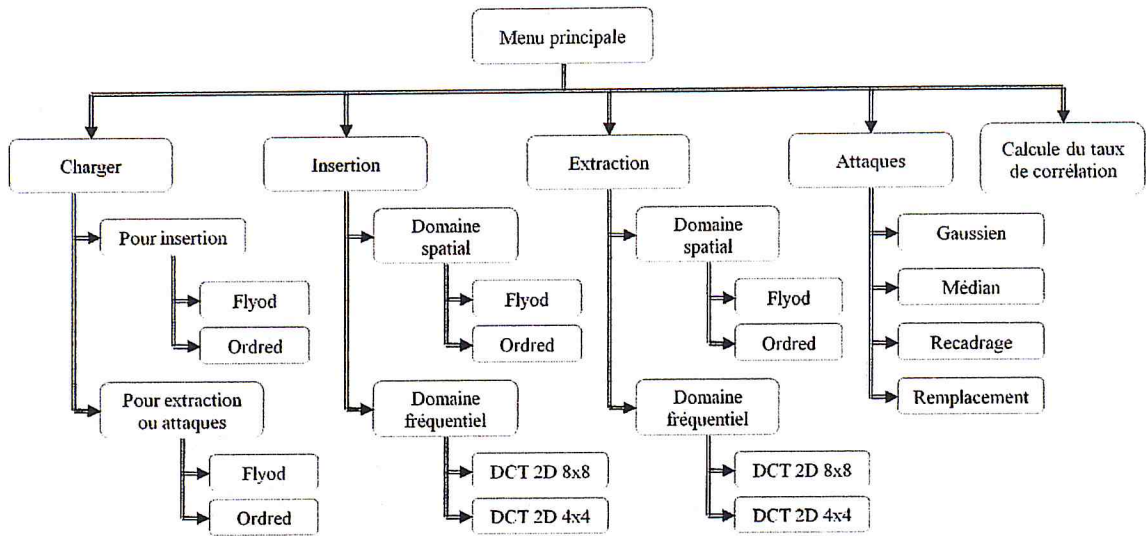 Menu principale
Charger
Insertion
Extraction
Attaques
Calcule du taux
de corrélation
Pour insertion
Flyod
Ordred
Pour extraction
ou attaques
Flyod
Ordred
Domaine
spatial
Flyod
Ordred
Domaine
fréquentiel
DCT 2D 8x8
DCT 2D 4x4
Domaine
spatial
Flyod
Ordred
Domaine
fréquentiel
DCT 2D 8x8
DCT 2D 4x4
Gaussien
Médian
Recadrage
Remplacement